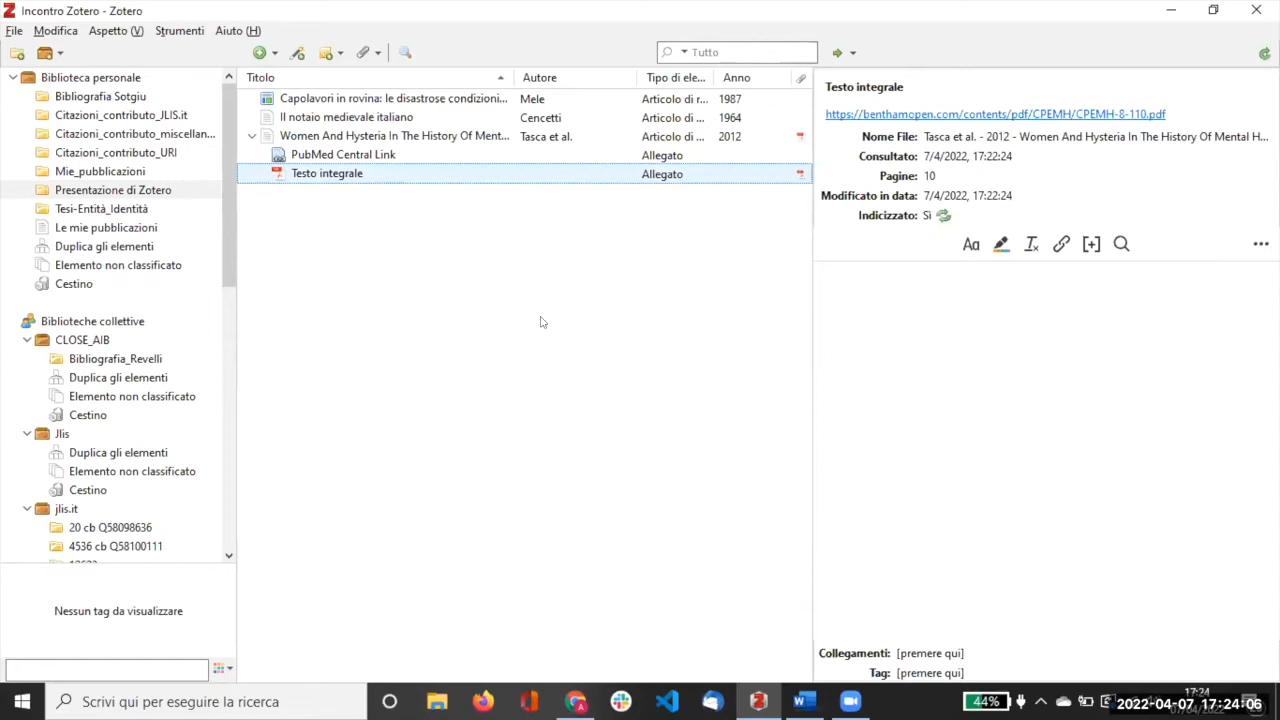 Incontro Zotero - Zotero
File Modifica Aspetto (V) Strumenti Aiuto (H)
Tutto
Biblioteca personale
Bibliografia Sotgiu
Citazioni_contributo_JLIS.it
Citazioni_contributo_miscellan...
Citazioni_contributo_URI
Mie_pubblicazioni
Presentazione di Zotero
Tesi-Entità_Identità
Le mie pubblicazioni
Duplica gli elementi
Elemento non classificato
Cestino
Biblioteche collettive
CLOSE_AIB
Bibliografia_Revelli
Duplica gli elementi
Elemento non classificato
Cestino
Jlis
Duplica gli elementi
Elemento non classificato
Cestino
jlis.it
20 cb Q58098636
4536 cb Q58100111
Nessun tag da visualizzare
Titolo Autore Tipo di ele... Anno
Capolavori in rovina: le disastrose condizioni... Mele Articolo di r... 1987
Il notaio medievale italiano Cencetti Articolo di ... 1964
Women And Hysteria In The History Of Ment... Tasca et al. Articolo di ... 2012
PubMed Central Link Allegato
Testo integrale Allegato
Testo integrale
https://benthamopen.com/contents/pdf/CPEMH/CPEMH-8-110.pdf
Nome File: Tasca et al. - 2012 - Women And Hysteria In The History Of Mental H...
Consultato: 7/4/2022, 17:22:24
Pagine: 10
Modificato in data: 7/4/2022, 17:22:24
Indicizzato: Sì
Aa
Collegamenti: [premere qui]
Tag: [premere qui]
Scrivi qui per eseguire la ricerca
44%
17:24
2022-04-07, 17:24:06